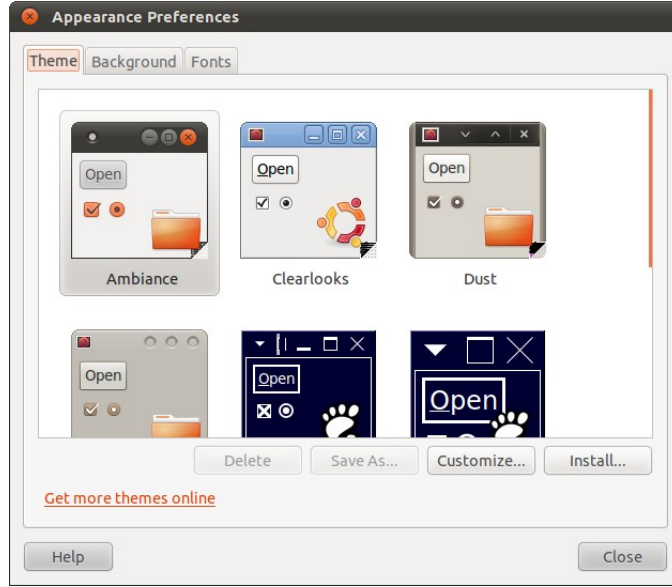 Appearance Preferences
Theme Background Fonts
Open Open Open
Ambiance Clearlooks Dust
Open Open Open
Delete Save As... Customize... Install...
Get more themes online
Help Close